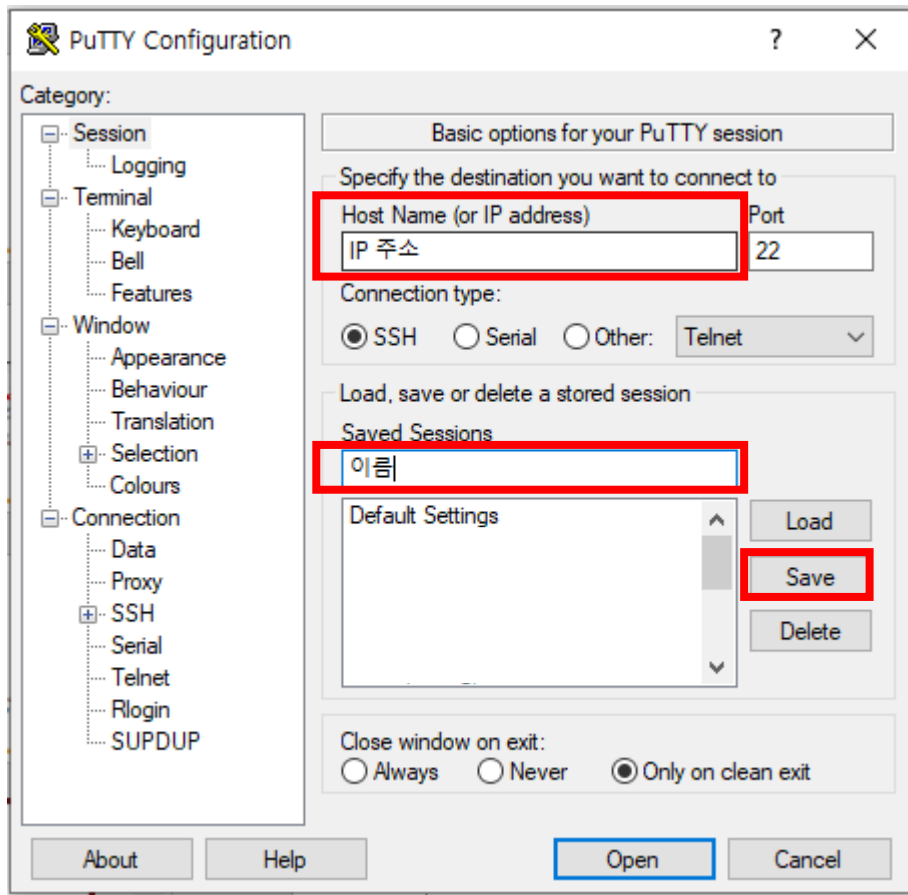 PuTTY Configuration
?
Category:
Session
Logging
Terminal
Keyboard
Bell
Features
Window
Appearance
Behaviour
Translation
Selection
Colours
Connection
Data
Proxy
SSH
Serial
Telnet
Rlogin
SUPDUP
Basic options for your PuTTY session
Specify the destination you want to connect to
Host Name (or IP address) Port
IP 주소 22
Connection type:
SSH Serial Other: Telnet
Load, save or delete a stored session
Saved Sessions
이름
Default Settings
Load
Save
Delete
Close window on exit:
Always Never Only on clean exit
About Help Open Cancel